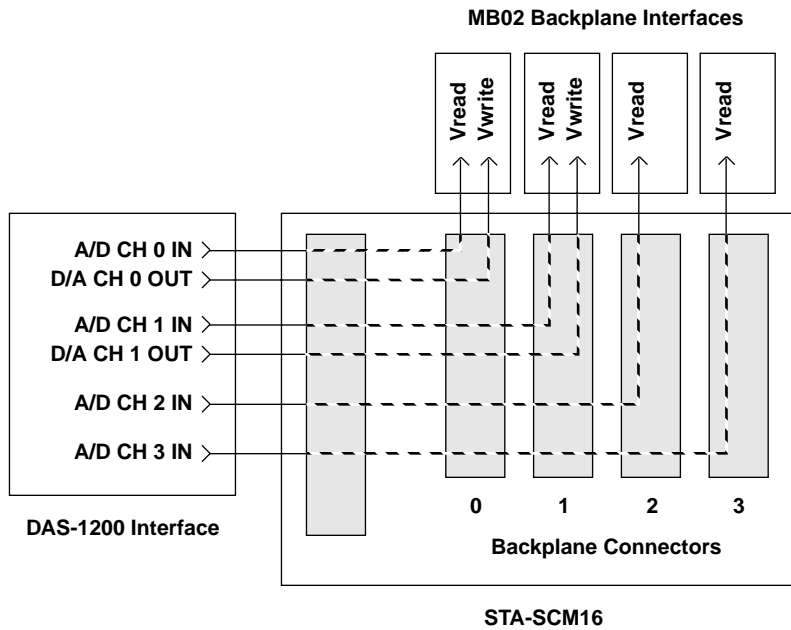 MB02 Backplane Interfaces
Vread
Vwrite
Vread
Vwrite
Vread
Vread
A/D CH 0 IN
D/A CH 0 OUT
A/D CH 1 IN
D/A CH 1 OUT
A/D CH 2 IN
A/D CH 3 IN
DAS-1200 Interface
0 1 2 3
Backplane Connectors
STA-SCM16